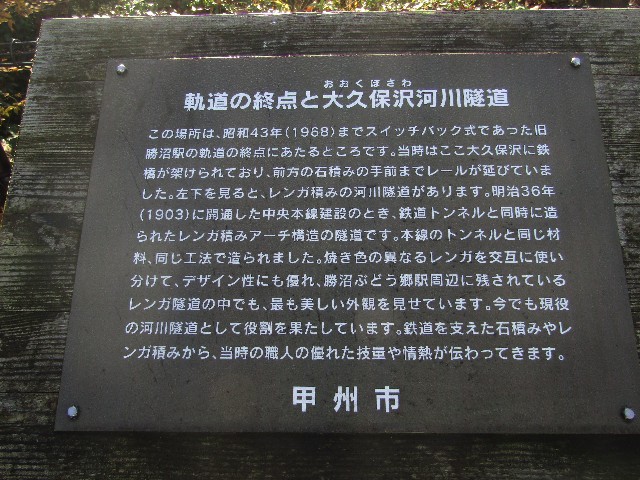 おおくぼさわ
軌道の終点と大久保沢河川隧道
この場所は、昭和43年(1968)までスイッチバック式であった旧
勝沼駅の軌道の終点にあたるところです。当時はここ大久保沢に鉄
橋が架けられており、前方の石積みの手前までレールが延びていま
した。左下を見ると、レンガ積みの河川隧道があります。明治36年
(1903)に開通した中央本線建設のとき、鉄道トンネルと同時に造
られたレンガ積みアーチ構造の隧道です。本線のトンネルと同じ材
料、同じ工法で造られました。焼き色の異なるレンガを交互に使い
分けて、デザイン性にも優れ、勝沼ぶどう郷駅周辺に残されている
レンガ隧道の中でも、最も美しい外観を見せています。今でも現役
の河川隧道として役割を果たしています。鉄道を支えた石積みやレ
ンガ積みから、当時の職人の優れた技量や情熱が伝わってきます。
甲州市